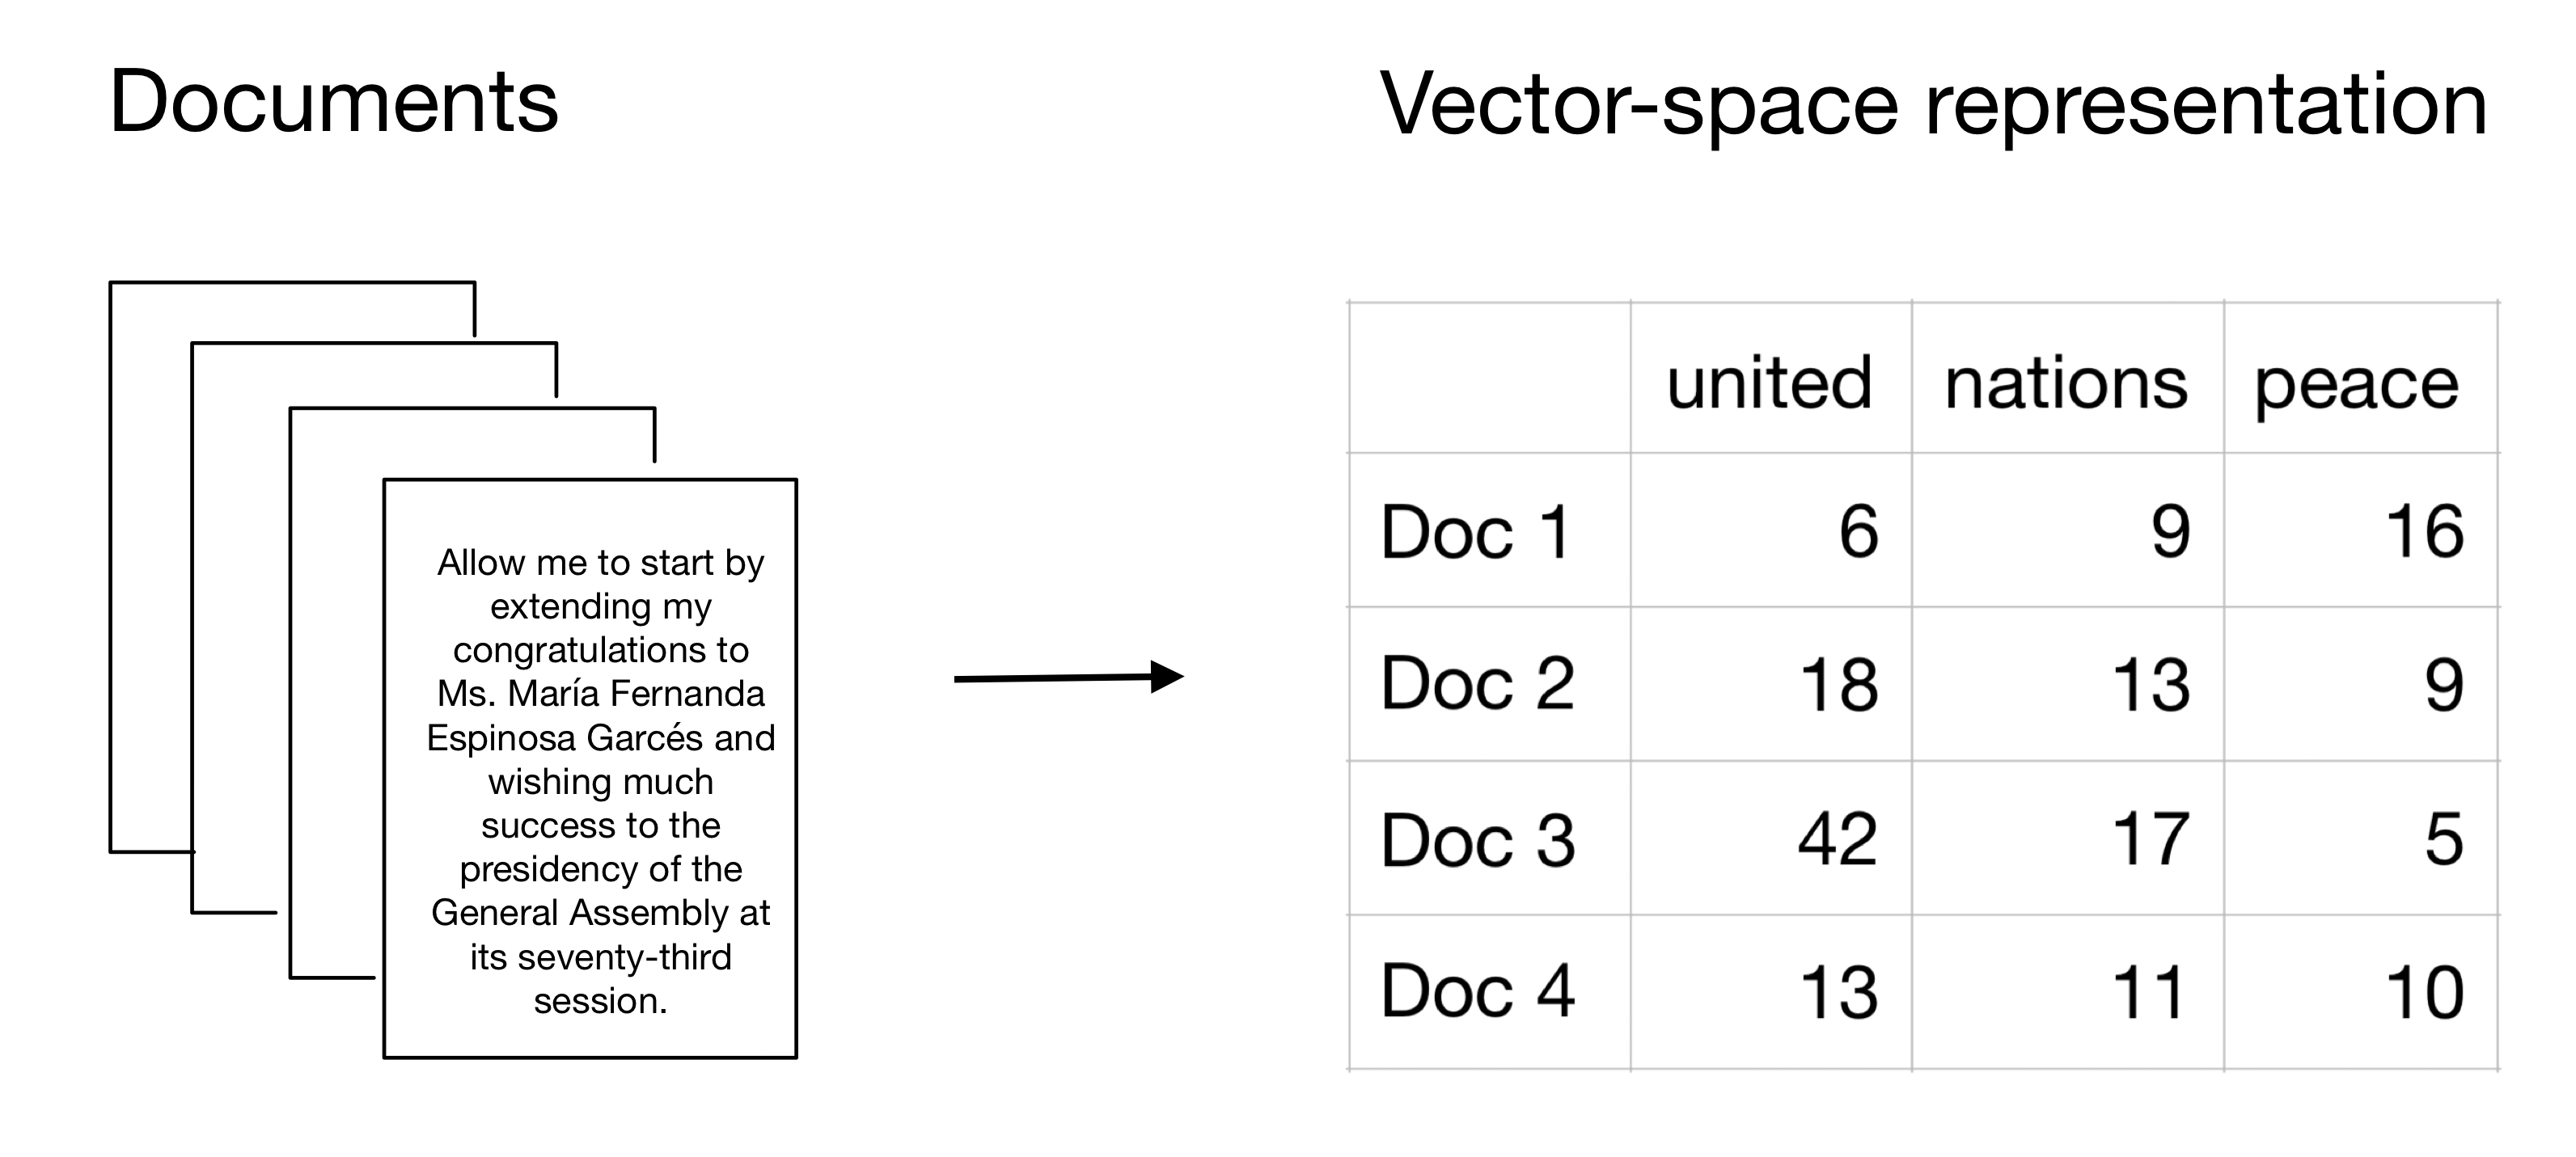 Documents
Vector-space representation
Allow me to start by
extending my
congratulations to
Ms. María Fernanda
Espinosa Garcés and
wishing much
success to the
presidency of the
General Assembly at
its seventy-third
session.
united nations peace
Doc 1 6 9 16
Doc 2 18 13 9
Doc 3 42 17 5
Doc 4 13 11 10